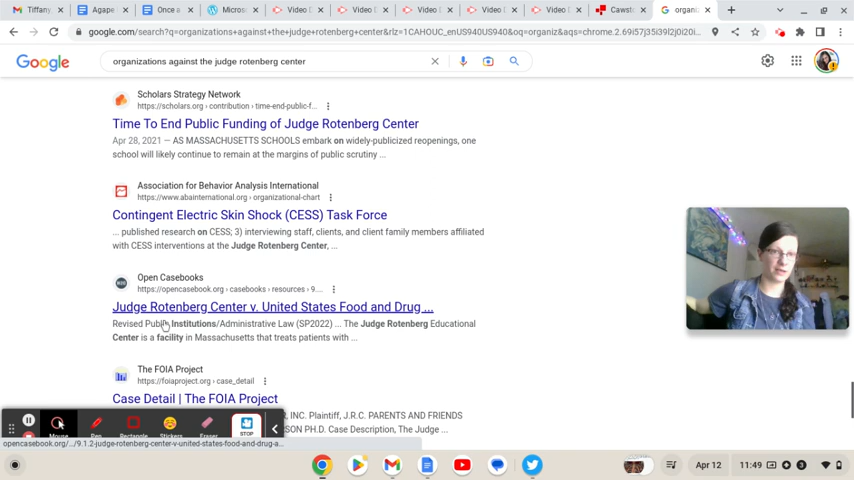 Tiffany
Agape
Once a
Microso
Video E
Video C
Video D
Video D
Video D
Cawsto
organiz
google.com/search?q=organizations+against+the+judge+rotenberg+center&rlz=1CAHOUC_enUS940US940&oq=organiz&aqs=chrome.2.69i57j35i39l2j0i20i...
Google
organizations against the judge rotenberg center
Scholars Strategy Network
https://scholars.org › contribution › time-end-public-f...
Time To End Public Funding of Judge Rotenberg Center
Apr 28, 2021 — AS MASSACHUSETTS SCHOOLS embark on widely-publicized reopenings, one
school will likely continue to remain at the margins of public scrutiny ...
Association for Behavior Analysis International
https://www.abainternational.org › organizational-chart
Contingent Electric Skin Shock (CESS) Task Force
... published research on CESS; 3) interviewing staff, clients, and client family members affiliated
with CESS interventions at the Judge Rotenberg Center, ...
Open Casebooks
https://opencasebook.org › casebooks › resources › 9....
Judge Rotenberg Center v. United States Food and Drug ...
Revised Public Institutions/Administrative Law (SP2022) ... The Judge Rotenberg Educational
Center is a facility in Massachusetts that treats patients with ...
The FOIA Project
https://foiaproject.org › case_detail
Case Detail | The FOIA Project
, INC. Plaintiff, J.R.C. PARENTS AND FRIENDS
SON PH.D. Case Description, The Judge ...
Mouse
Pen
Rectangle
Stickers
Eraser
STOP
opencasebook.org/.../9.1.2-judge-rotenberg-center-v-united-states-food-and-drug-a...
Apr 12
11:49
3